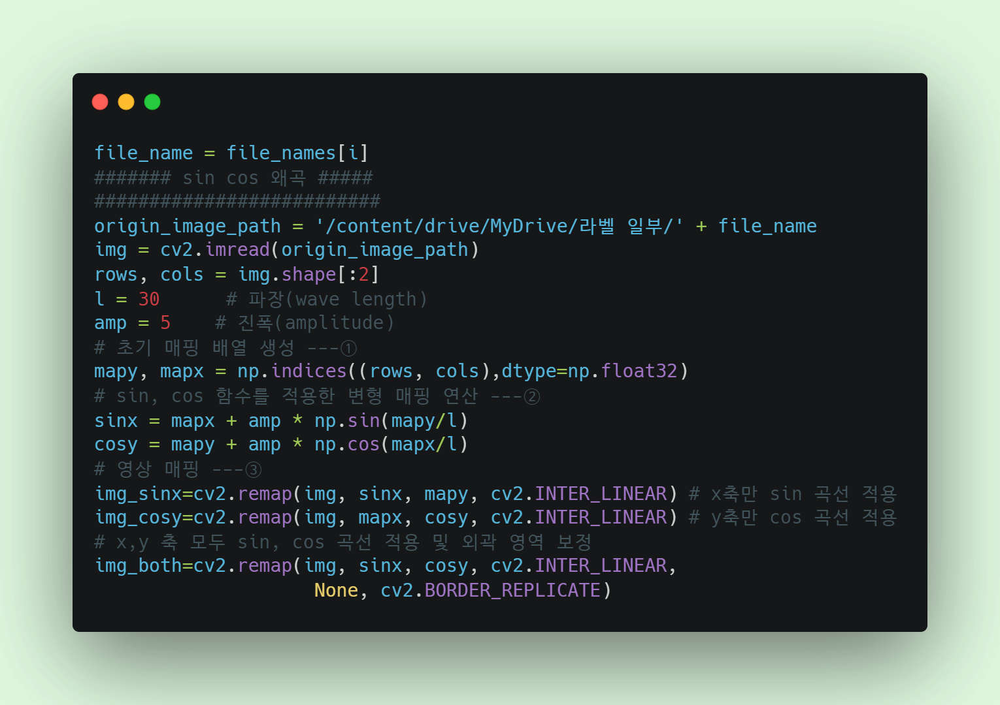 file_name = file_names[i]
####### sin cos 왜곡 #####
##########################
origin_image_path = '/content/drive/MyDrive/라벨 일부/' + file_name
img = cv2.imread(origin_image_path)
rows, cols = img.shape[:2]
l = 30      # 파장(wave length)
amp = 5    # 진폭(amplitude)
# 초기 매핑 배열 생성 ---①
mapy, mapx = np.indices((rows, cols),dtype=np.float32)
# sin, cos 함수를 적용한 변형 매핑 연산 ---②
sinx = mapx + amp * np.sin(mapy/l)
cosy = mapy + amp * np.cos(mapx/l)
# 영상 매핑 ---③
img_sinx=cv2.remap(img, sinx, mapy, cv2.INTER_LINEAR) # x축만 sin 곡선 적용
img_cosy=cv2.remap(img, mapx, cosy, cv2.INTER_LINEAR) # y축만 cos 곡선 적용
# x,y 축 모두 sin, cos 곡선 적용 및 외곽 영역 보정
img_both=cv2.remap(img, sinx, cosy, cv2.INTER_LINEAR,
                    None, cv2.BORDER_REPLICATE)